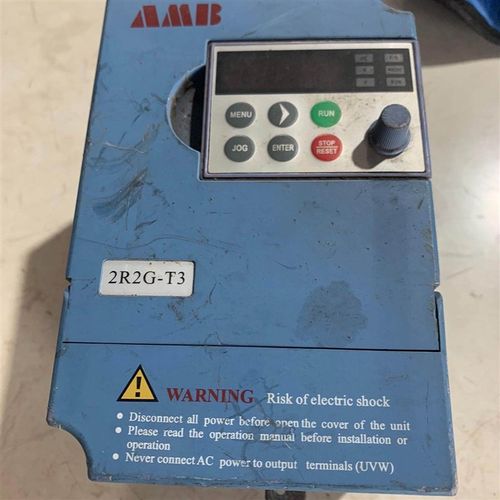 AMB
MENU
RUN
JOG
ENTER
STOP
RESET
2R2G-T3
WARNING Risk of electric shock
● Disconnect all power before open the cover of the unit
● Please read the operation manual before installation or
operation
● Never connect AC power to output terminals (UVW)